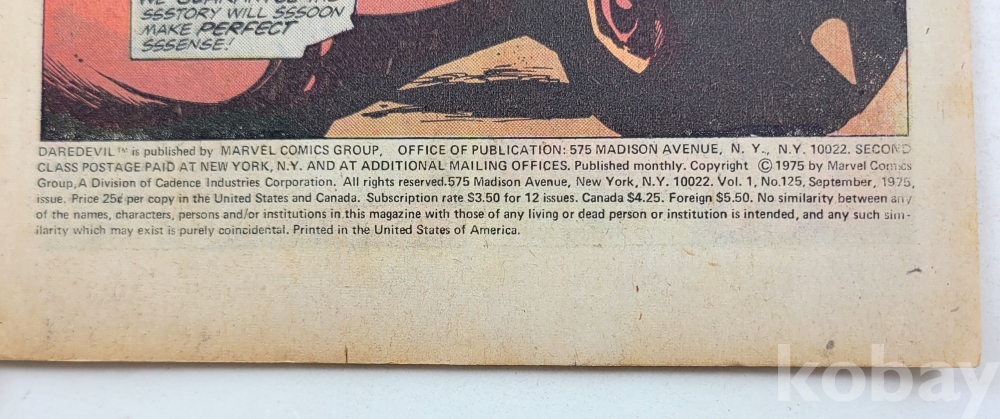 SSSTORY WILL SSSOON
MAKE PERFECT
SSSENSE!
DAREDEVIL™ is published by MARVEL COMICS GROUP, OFFICE OF PUBLICATION: 575 MADISON AVENUE, N. Y., N.Y. 10022. SECOND
CLASS POSTAGE PAID AT NEW YORK, N.Y. AND AT ADDITIONAL MAILING OFFICES. Published monthly. Copyright ©1975 by Marvel Comics
Group, A Division of Cadence Industries Corporation. All rights reserved. 575 Madison Avenue, New York, N.Y. 10022. Vol. 1, No. 125, September, 1975,
issue. Price 25¢ per copy in the United States and Canada. Subscription rate $3.50 for 12 issues. Canada $4.25. Foreign $5.50. No similarity between any
of the names, characters, persons and/or institutions in this magazine with those of any living or dead person or institution is intended, and any such sim-
ilarity which may exist is purely coincidental. Printed in the United States of America.
kobay